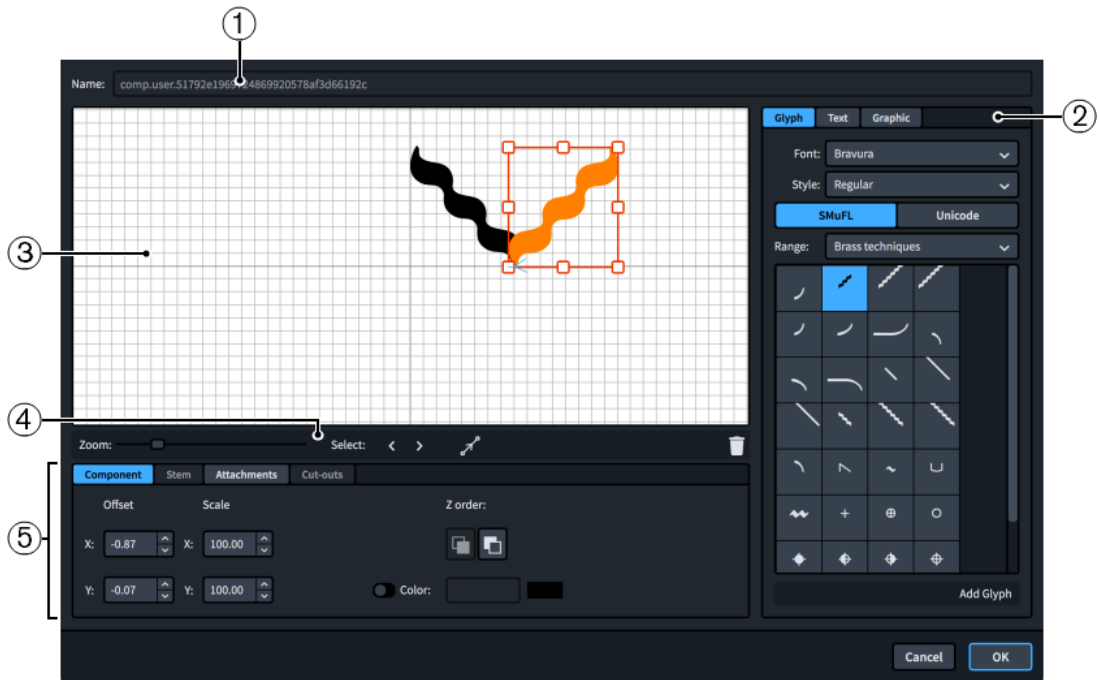 1
Name: comp.user.51792e196
24869920578af3d66192c
Glyph Text Graphic
2
Font: Bravura
Style: Regular
SMuFL Unicode
Range: Brass techniques
3
4
Zoom: Select:
Add Glyph
5
Component Stem Attachments Cut-outs
Offset Scale Z order:
X: -0.87 X: 100.00
Y: -0.07 Y: 100.00 Color:
Cancel OK